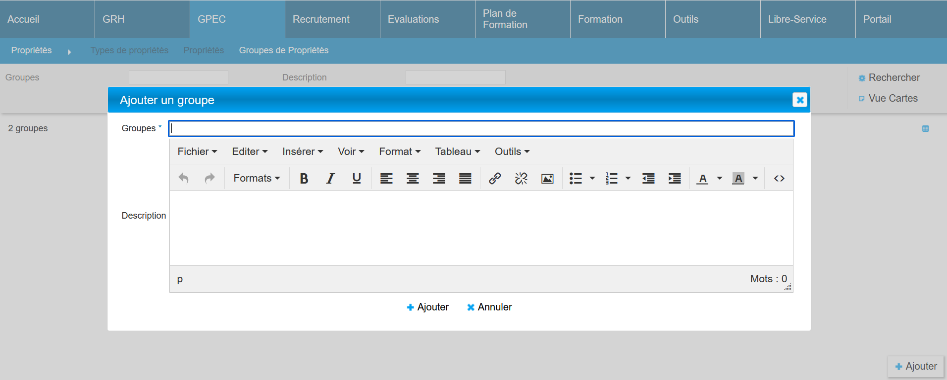 Accueil GRH GPEC Recrutement Evaluations Plan de Formation Formation Outils Libre-Service Portail
Propriétés Types de propriétés Propriétés Groupes de Propriétés
Groupes Description Rechercher
Vue Cartes
Ajouter un groupe
2 groupes
Groupes *
Fichier Editer Insérer Voir Format Tableau Outils
Formats B I U A A
Description
p Mots : 0
Ajouter Annuler
Ajouter